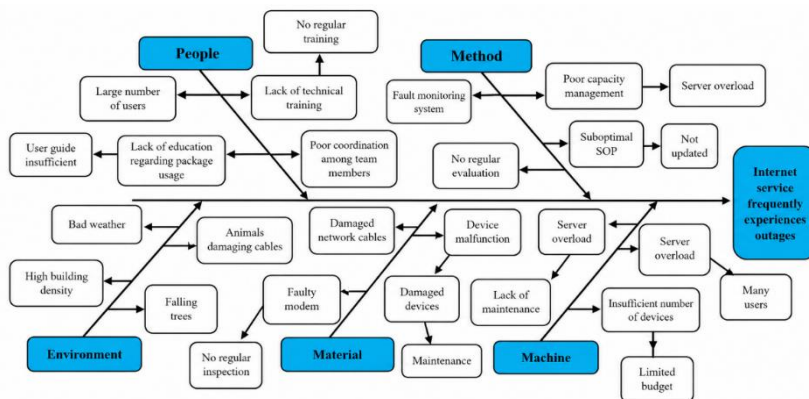 No regular
training
People
Method
Large number
of users
Lack of technical
training
Fault monitoring
system
Poor capacity
management
Server overload
User guide
insufficient
Lack of education
regarding package
usage
Poor coordination
among team
members
No regular
evaluation
Suboptimal
SOP
Not
updated
Internet
service
frequently
experiences
outages
Bad weather
Animals
damaging cables
Damaged
network cables
Device
malfunction
Server
overload
Server
overload
High building
density
Falling
trees
Faulty
modem
Damaged
devices
Lack of
maintenance
Insufficient number
of devices
Many
users
Environment
No regular
inspection
Material
Maintenance
Machine
Limited
budget